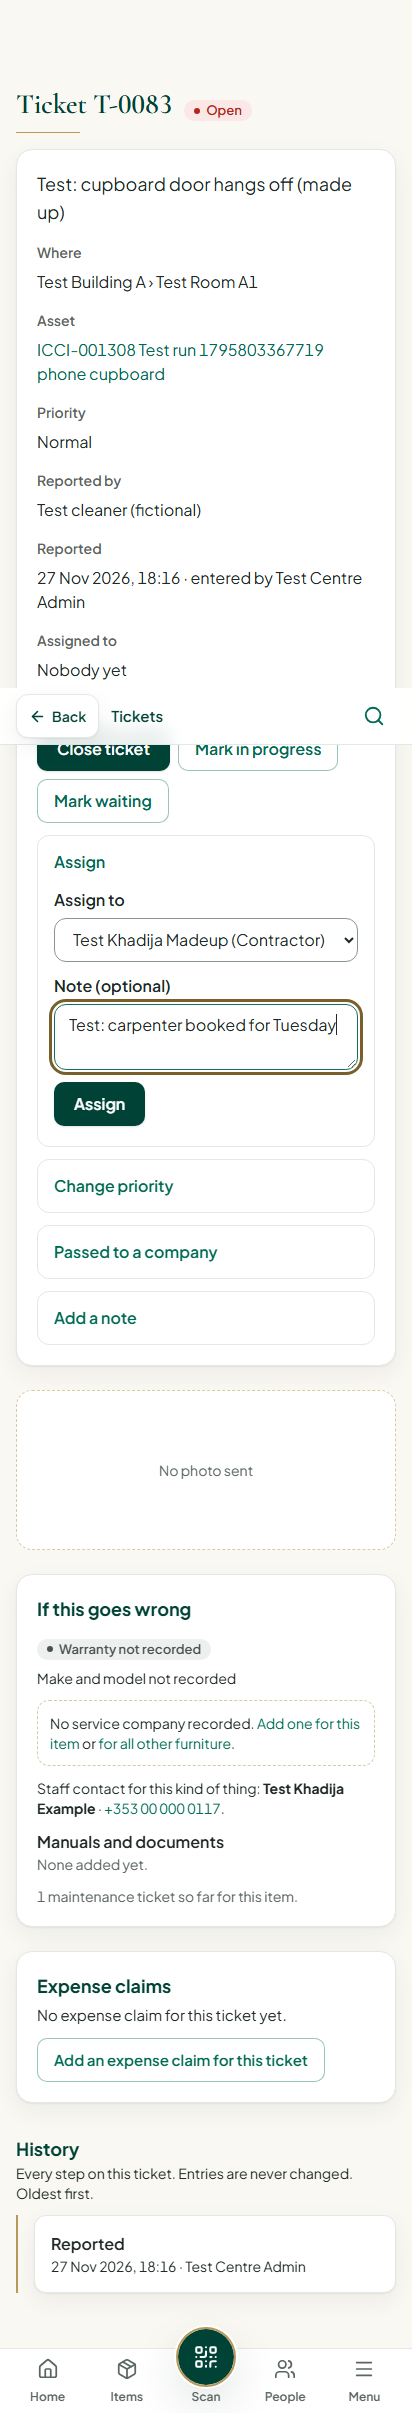 Ticket T-0083
Open
Test: cupboard door hangs off (made
up)
Where
Test Building A › Test Room A1
Asset
ICCI-001308 Test run 1795803367719
phone cupboard
Priority
Normal
Reported by
Test cleaner (fictional)
Reported
27 Nov 2026, 18:16 · entered by Test Centre
Admin
Assigned to
Nobody yet
Back
Tickets
Close ticket
Mark in progress
Mark waiting
Assign
Assign to
Test Khadija Madeup (Contractor)
Note (optional)
Test: carpenter booked for Tuesday
Assign
Change priority
Passed to a company
Add a note
No photo sent
If this goes wrong
Warranty not recorded
Make and model not recorded
No service company recorded. Add one for this
item or for all other furniture.
Staff contact for this kind of thing: Test Khadija
Example · +353 00 000 0117.
Manuals and documents
None added yet.
1 maintenance ticket so far for this item.
Expense claims
No expense claim for this ticket yet.
Add an expense claim for this ticket
History
Every step on this ticket. Entries are never changed.
Oldest first.
Reported
27 Nov 2026, 18:16 · Test Centre Admin
Home
Items
Scan
People
Menu